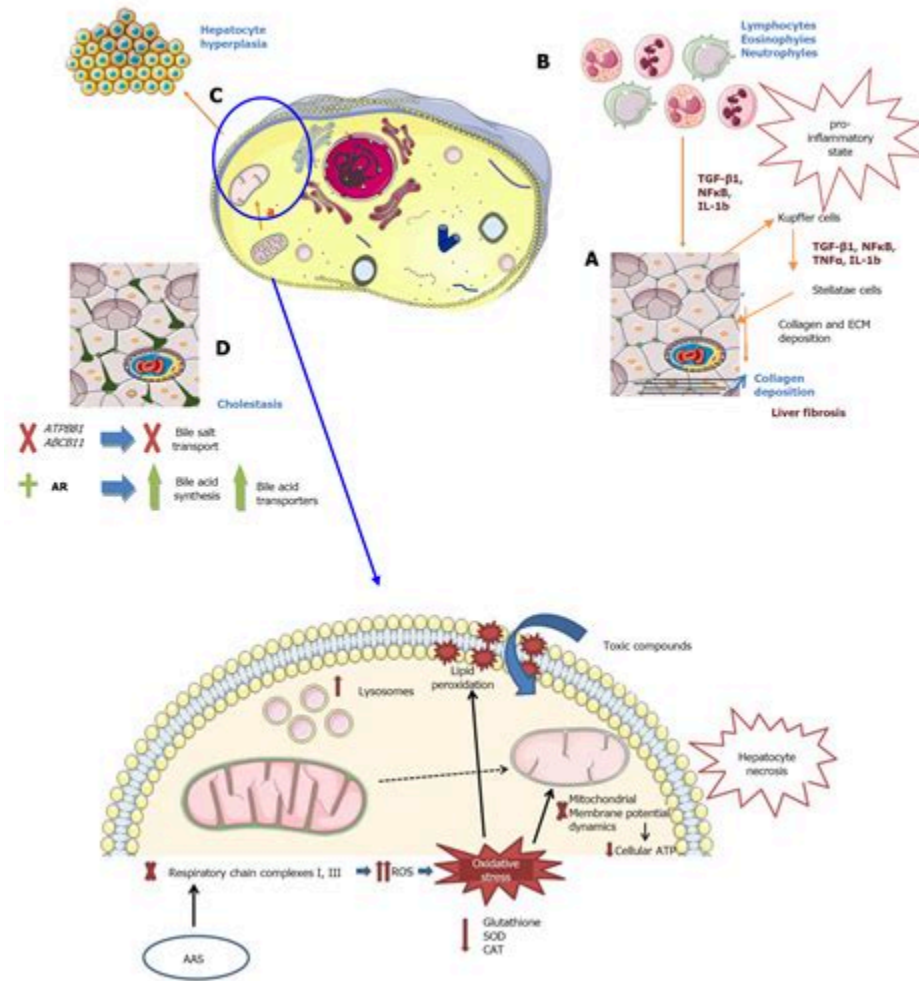 Hepatocyte
hyperplasia
C
B
Lymphocytes
Eosinophyles
Neutrophyles
pro-
inflammatory
state
TGF-β1,
NFκB,
IL-1b
Kupffer cells
TGF-β1, NFκB,
TNFα, IL-1b
A
Stellatae cells
Collagen and ECM
deposition
Collagen
deposition
Liver fibrosis
D
Cholestasis
ATP8B1
ABCB11
Bile salt
transport
AR
Bile acid
synthesis
Bile acid
transporters
Toxic compounds
Lipid
peroxidation
Lysosomes
Hepatocyte
necrosis
Mitochondrial
Membrane potential
dynamics
Cellular ATP
Respiratory chain complexes I, III
ROS
Oxidative
stress
Glutathione
SOD
CAT
AAS